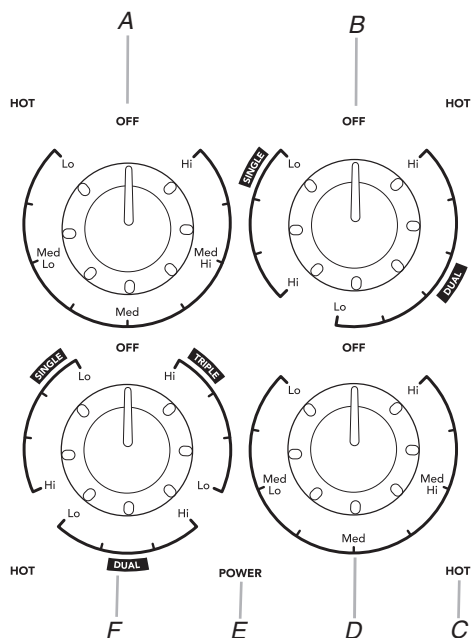 A B
HOT HOT
OFF OFF
Lo Hi SINGLE Lo Hi
Med Lo Med Hi
Hi DUAL
Med Lo
OFF OFF
SINGLE Lo Hi TRIPLE Lo Hi
Hi Lo Med Lo Med Hi
Lo Hi Med
DUAL
HOT POWER HOT
F E D C